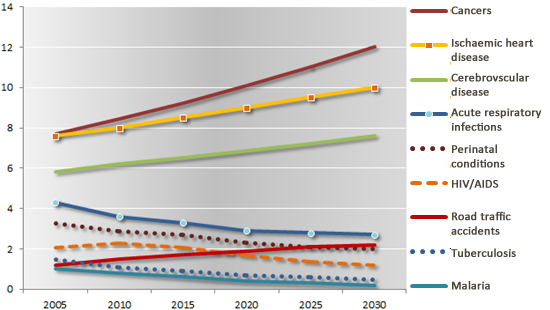 14
12
10
8
6
4
2
0
2005 2010 2015 2020 2025 2030
Cancers
Ischaemic heart
disease
Cerebrovscular
disease
Acute respiratory
infections
Perinatal
conditions
HIV/AIDS
Road traffic
accidents
Tuberculosis
Malaria